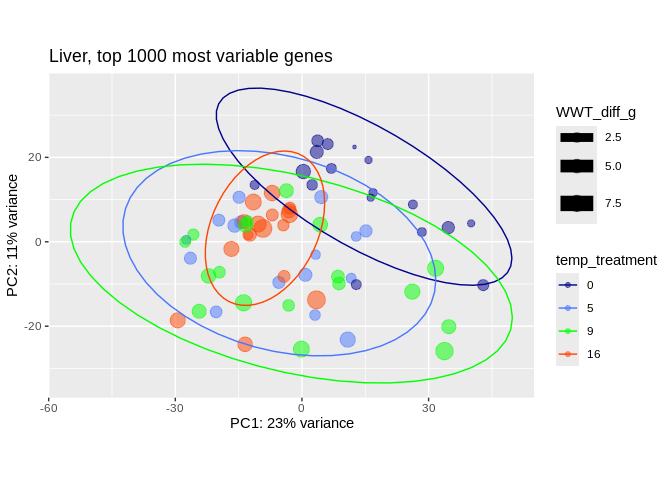 Liver, top 1000 most variable genes
PC2: 11% variance
20
0
-20
-60
-30
0
30
PC1: 23% variance
WWT_diff_g
2.5
5.0
7.5
temp_treatment
0
5
9
16